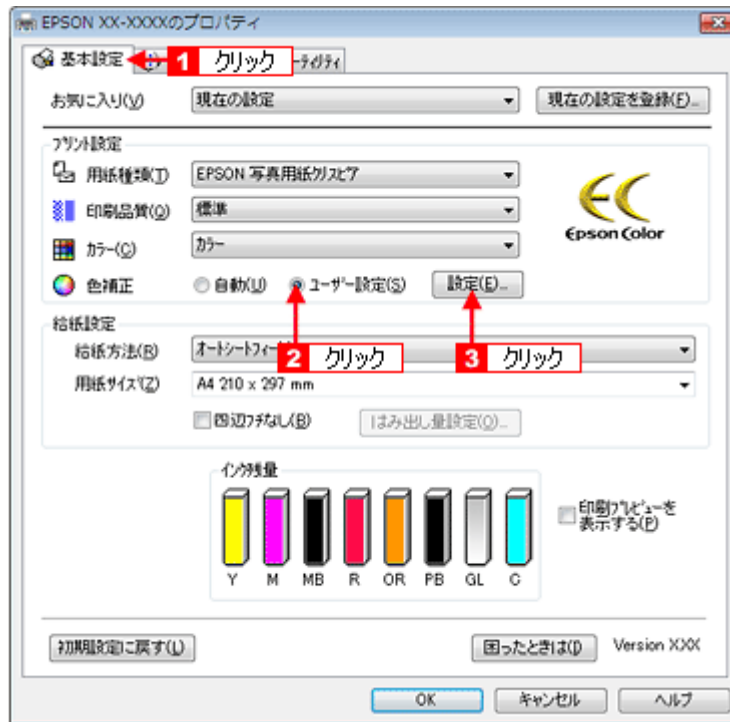 EPSON XX-XXXXのプロパティ
基本設定
1 クリック
ーティリティ
お気に入り(V) 現在の設定 現在の設定を登録(F)...
プリント設定
用紙種類(T) EPSON 写真用紙クリスピア
印刷品質(Q) 標準
カラー(C) カラー
色補正 自動(U) ユーザー設定(S) 設定(E)...
Epson Color
給紙設定
給紙方法(R) オートシートフィー
2 クリック 3 クリック
用紙サイズ(Z) A4 210 x 297 mm
四辺フチなし(B) はみ出し量設定(O)...
インク残量
Y M MB R OR PB GL C
印刷プレビューを
表示する(P)
初期設定に戻す(L) 困ったときは(I) Version X.XX
OK キャンセル ヘルプ